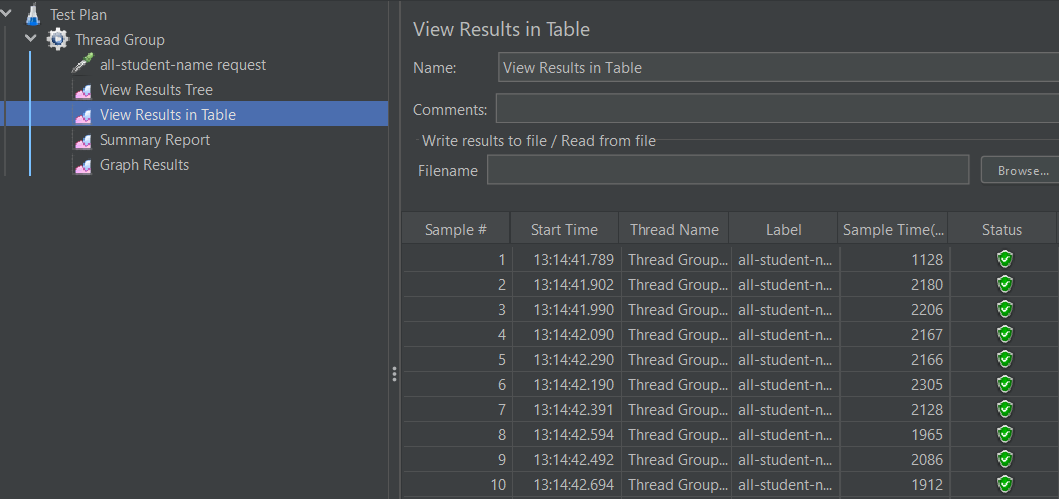 Test Plan
Thread Group
all-student-name request
View Results Tree
View Results in Table
Summary Report
Graph Results
View Results in Table
Name: View Results in Table
Comments:
Write results to file / Read from file
Filename Browse...
Sample # Start Time Thread Name Label Sample Time(... Status
1 13:14:41.789 Thread Group... all-student-n... 1128
2 13:14:41.902 Thread Group... all-student-n... 2180
3 13:14:41.990 Thread Group... all-student-n... 2206
4 13:14:42.090 Thread Group... all-student-n... 2167
5 13:14:42.290 Thread Group... all-student-n... 2166
6 13:14:42.190 Thread Group... all-student-n... 2305
7 13:14:42.391 Thread Group... all-student-n... 2128
8 13:14:42.594 Thread Group... all-student-n... 1965
9 13:14:42.492 Thread Group... all-student-n... 2086
10 13:14:42.694 Thread Group... all-student-n... 1912